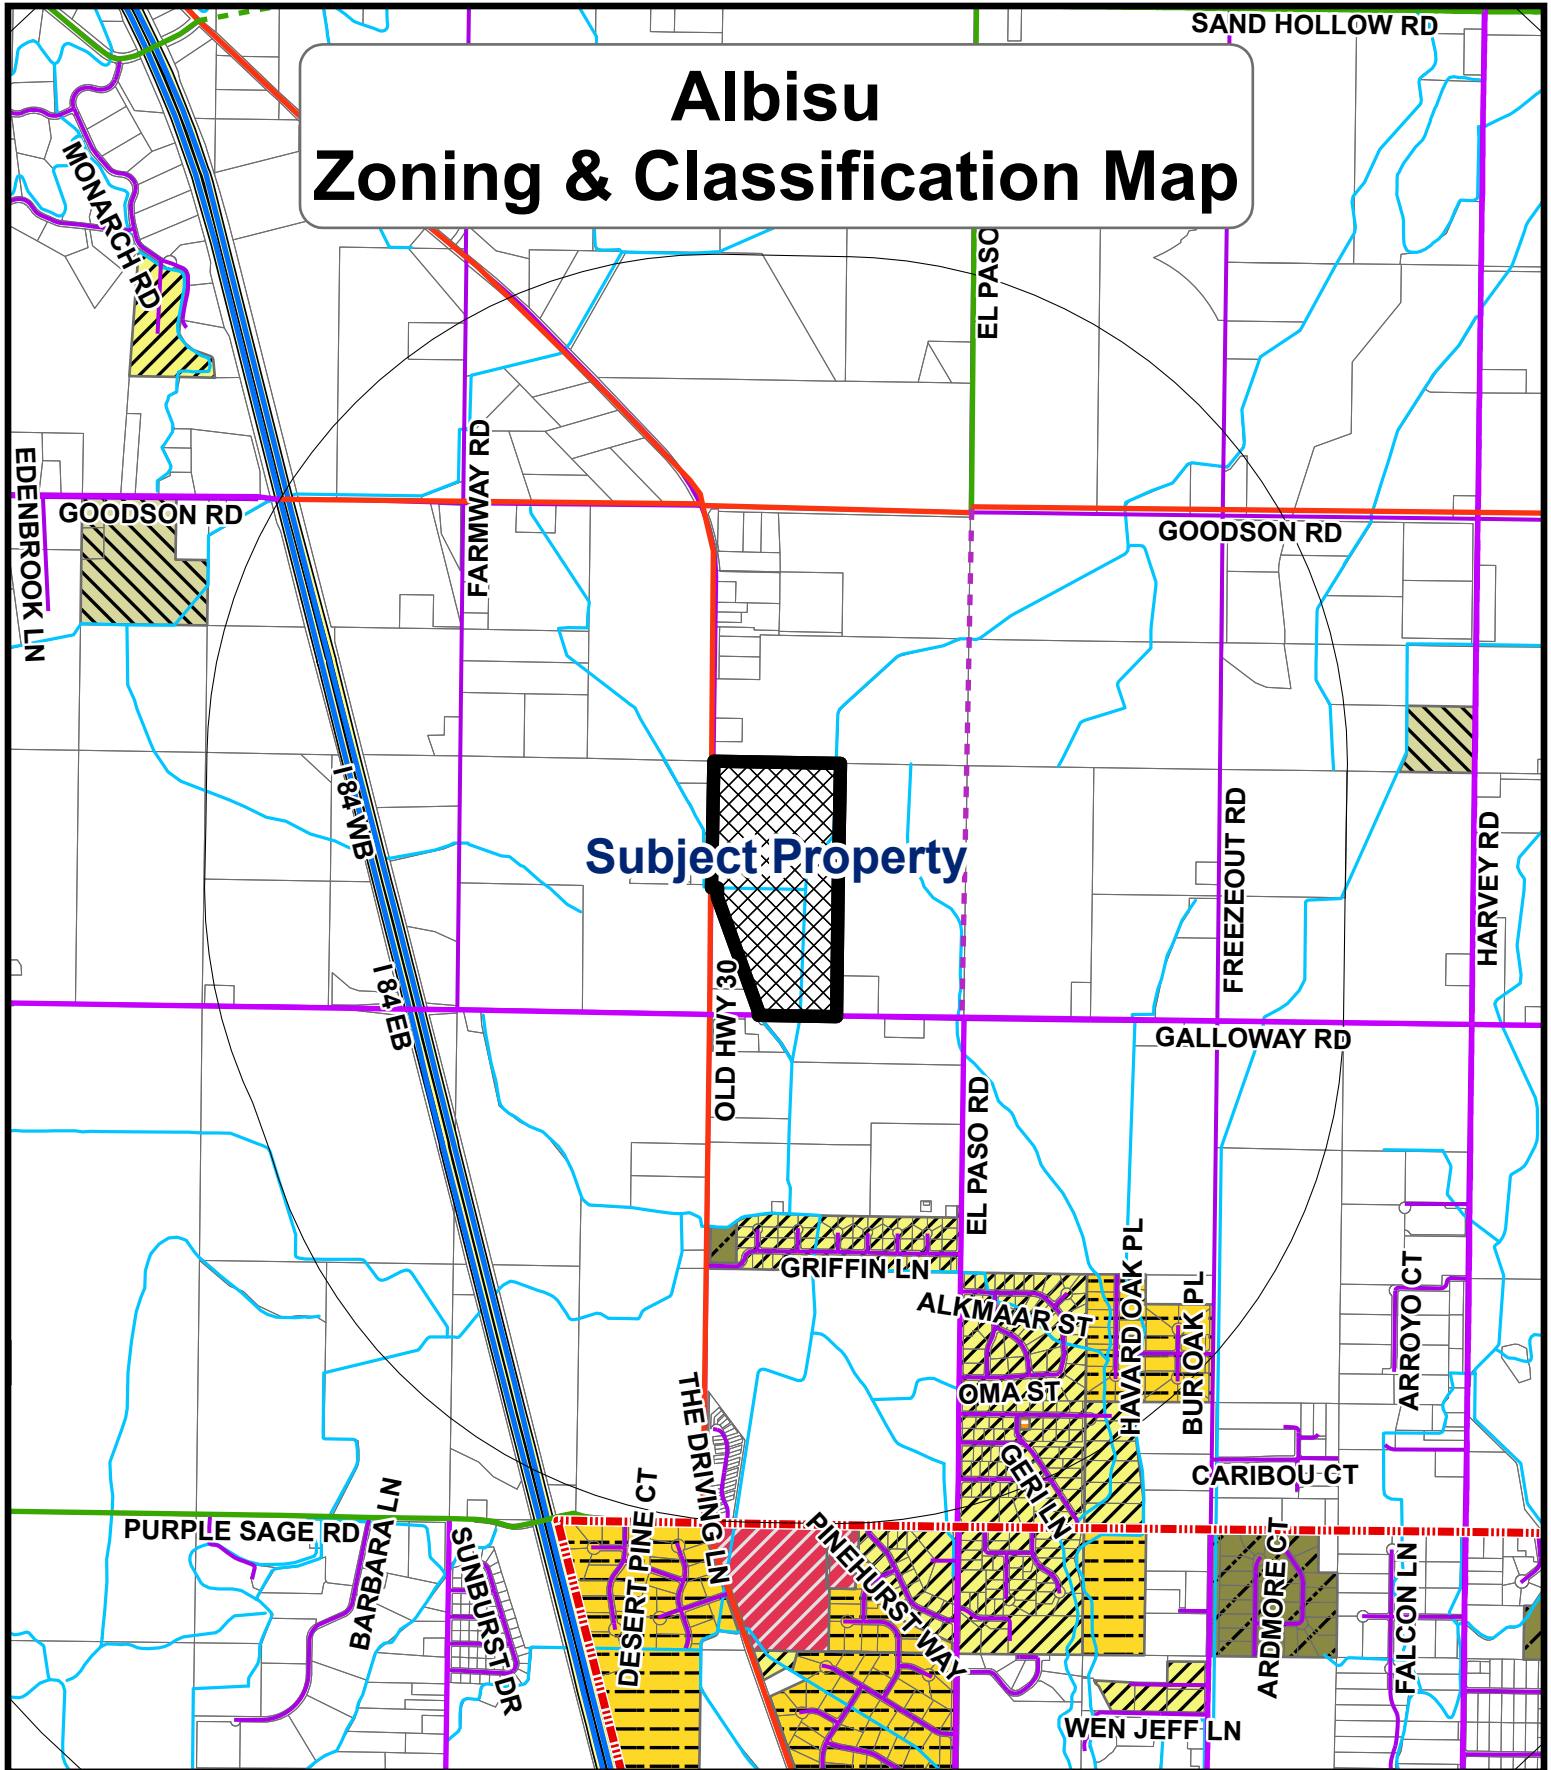 SAND HOLLOW RD
Albisu
Zoning & Classification Map
MONARCH RD
EL PASO
EDENBROOK LN
GOODSON RD
FARMWAY RD
GOODSON RD
I 84 WB
Subject Property
FREEZEOUT RD
HARVEY RD
I 84 EB
OLD HWY 30
GALLOWAY RD
EL PASO RD
GRIFFIN LN
ALKMAAR ST
HAVARD OAK PL
BUR OAK PL
ARROYO CT
OMA ST
THE DRIVING LN
GERI LN
CARIBOU CT
PURPLE SAGE RD
BARBARA LN
SUNBURST DR
DESERT PINE CT
PINEHURST WAY
ARDMORE CT
FALCON LN
WEN JEFF LN